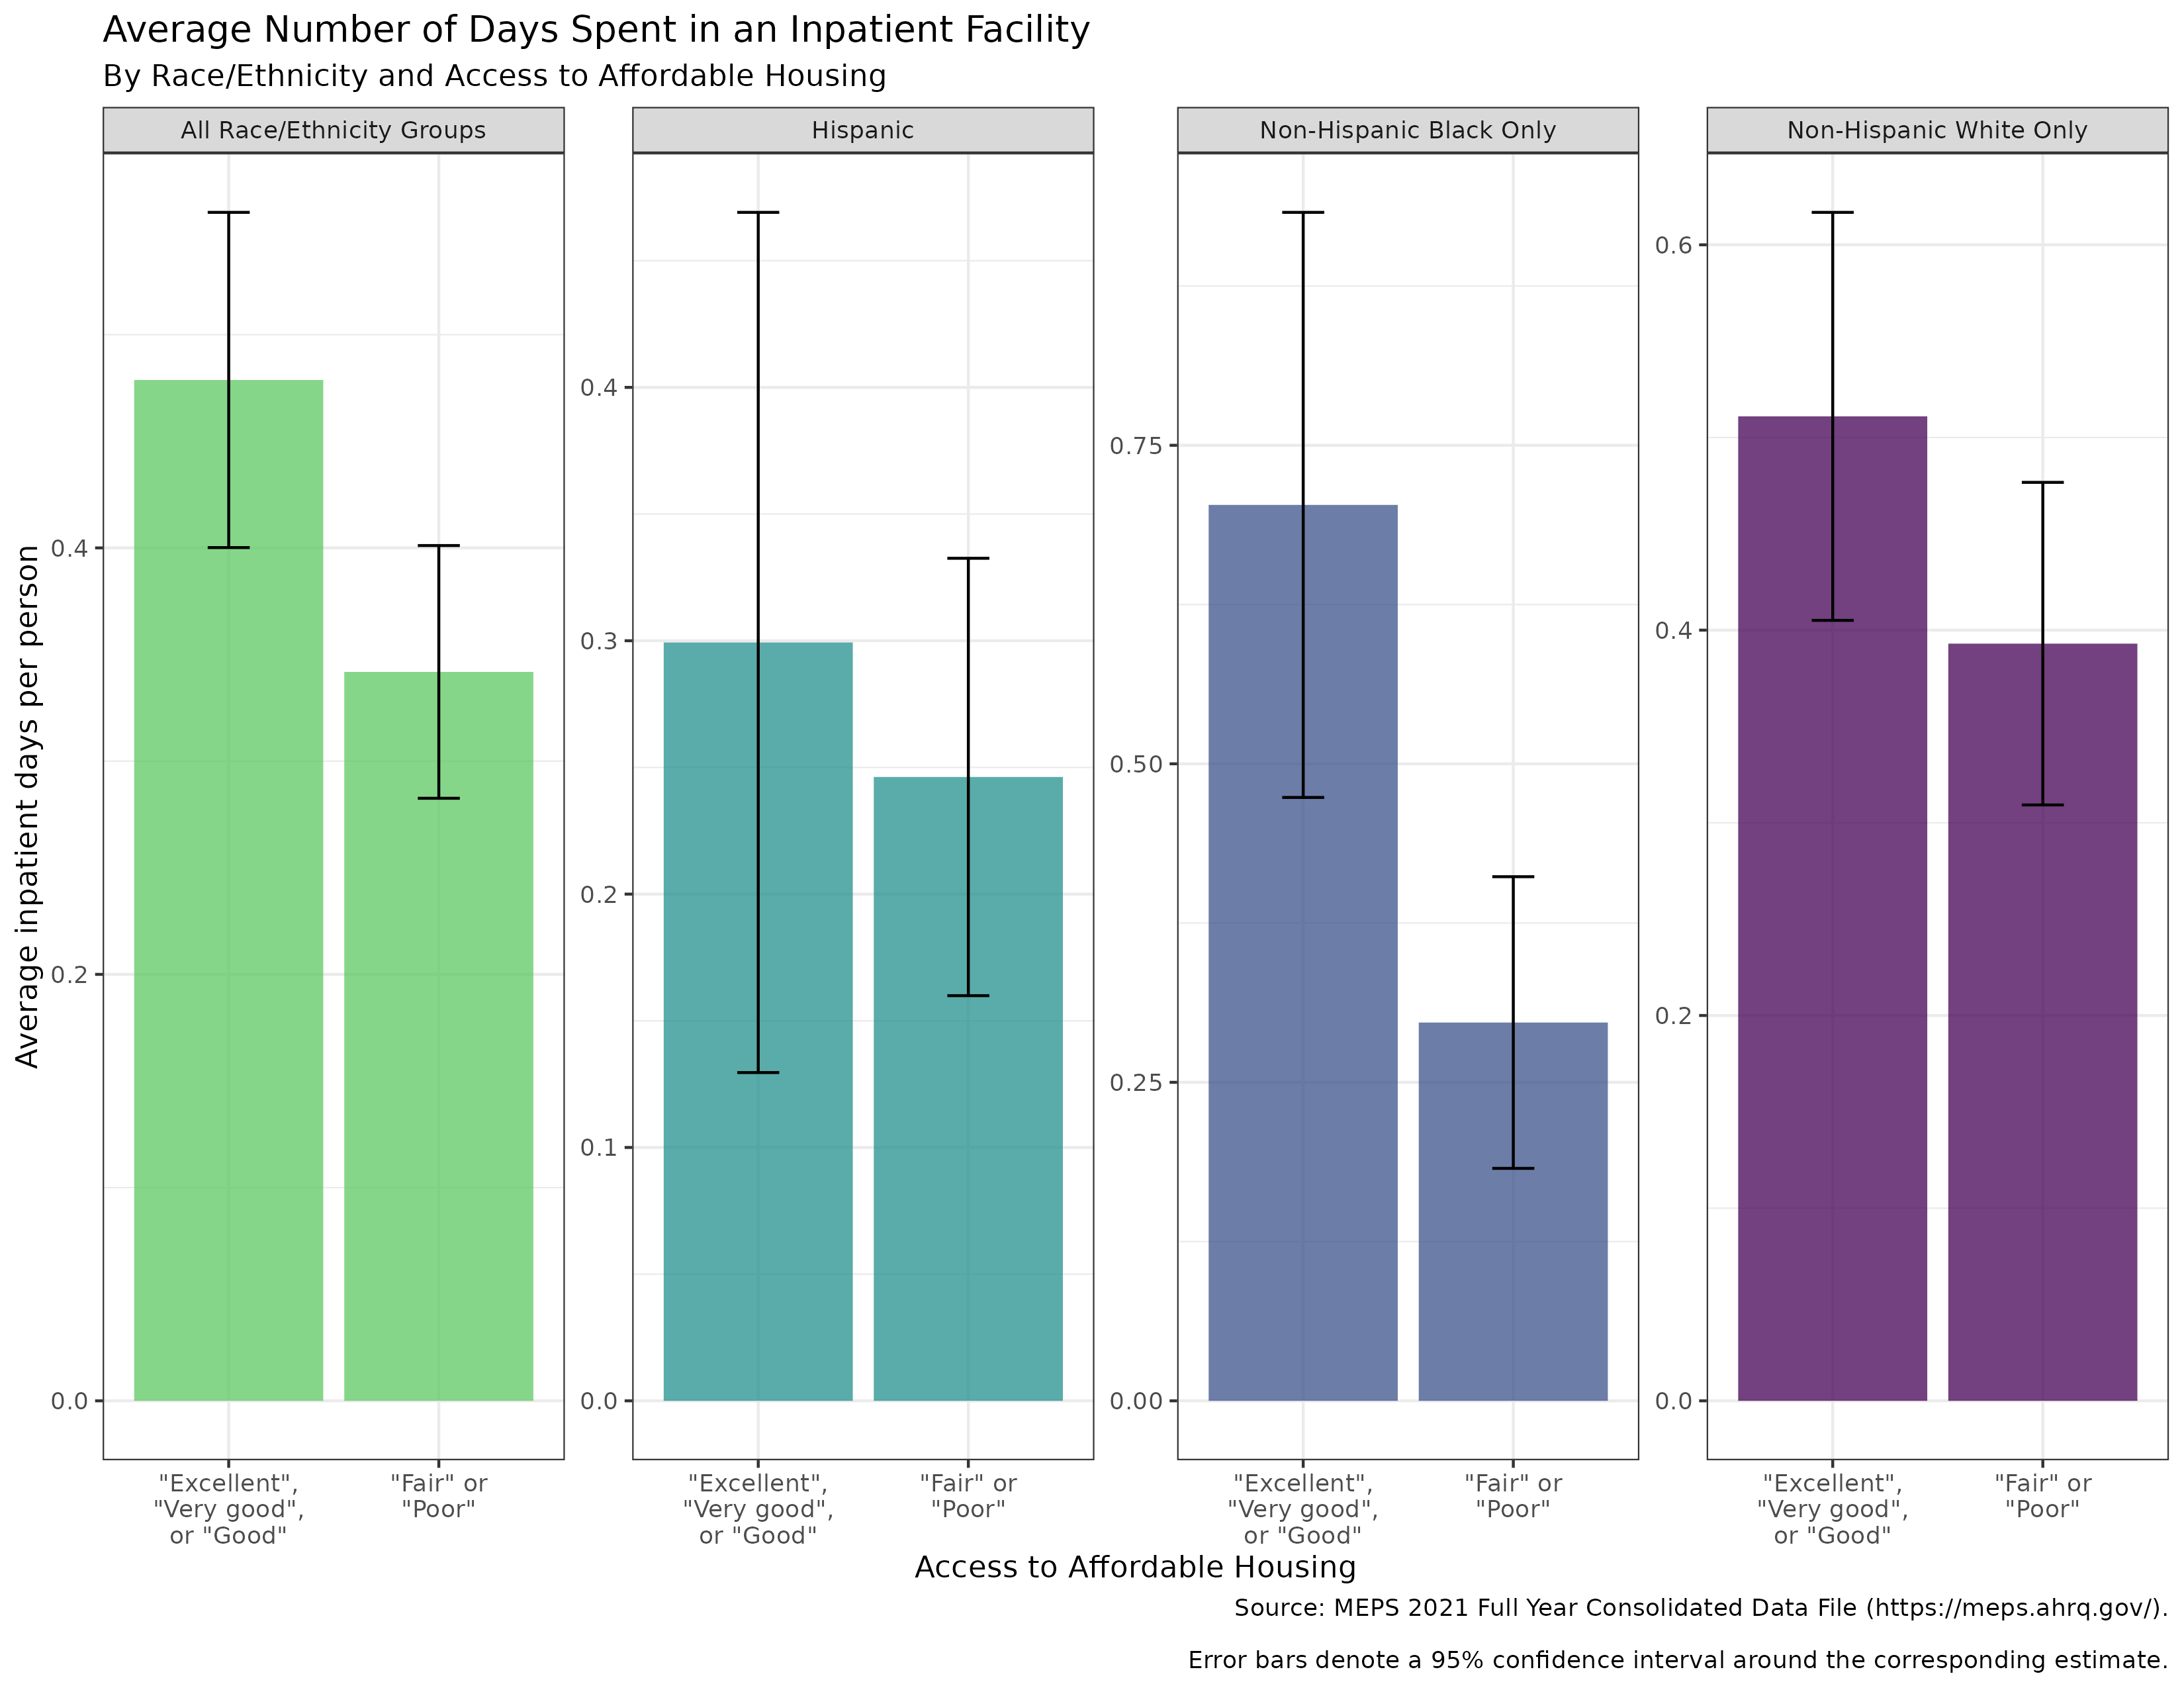 Average Number of Days Spent in an Inpatient Facility
By Race/Ethnicity and Access to Affordable Housing
All Race/Ethnicity Groups
Hispanic
Non-Hispanic Black Only
Non-Hispanic White Only
Average inpatient days per person
0.4
0.2
0.0
0.4
0.3
0.2
0.1
0.0
0.75
0.50
0.25
0.00
0.6
0.4
0.2
0.0
"Excellent",
"Very good",
or "Good"
"Fair" or
"Poor"
"Excellent",
"Very good",
or "Good"
"Fair" or
"Poor"
"Excellent",
"Very good",
or "Good"
"Fair" or
"Poor"
"Excellent",
"Very good",
or "Good"
"Fair" or
"Poor"
Access to Affordable Housing
Source: MEPS 2021 Full Year Consolidated Data File (https://meps.ahrq.gov/).
Error bars denote a 95% confidence interval around the corresponding estimate.